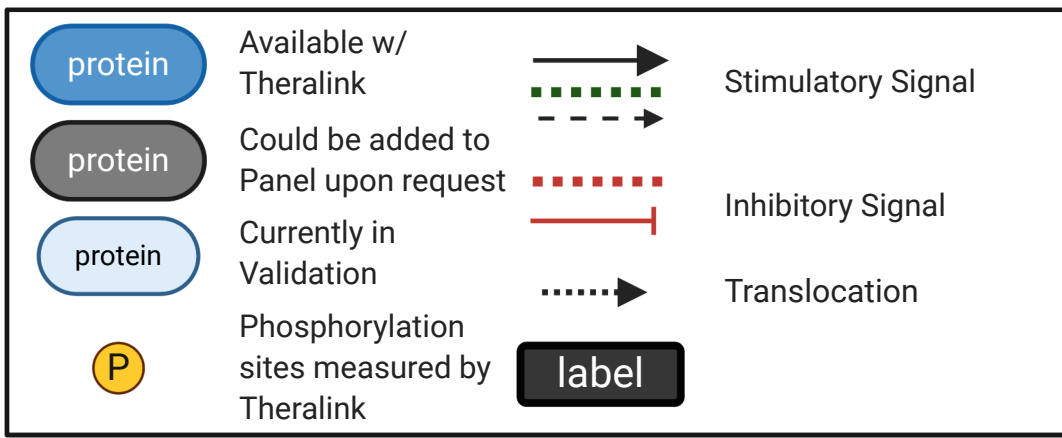 protein
Available w/
Theralink
protein
Could be added to
Panel upon request
protein
Currently in
Validation
P
Phosphorylation
sites measured by
Theralink
Stimulatory Signal
Inhibitory Signal
Translocation
label